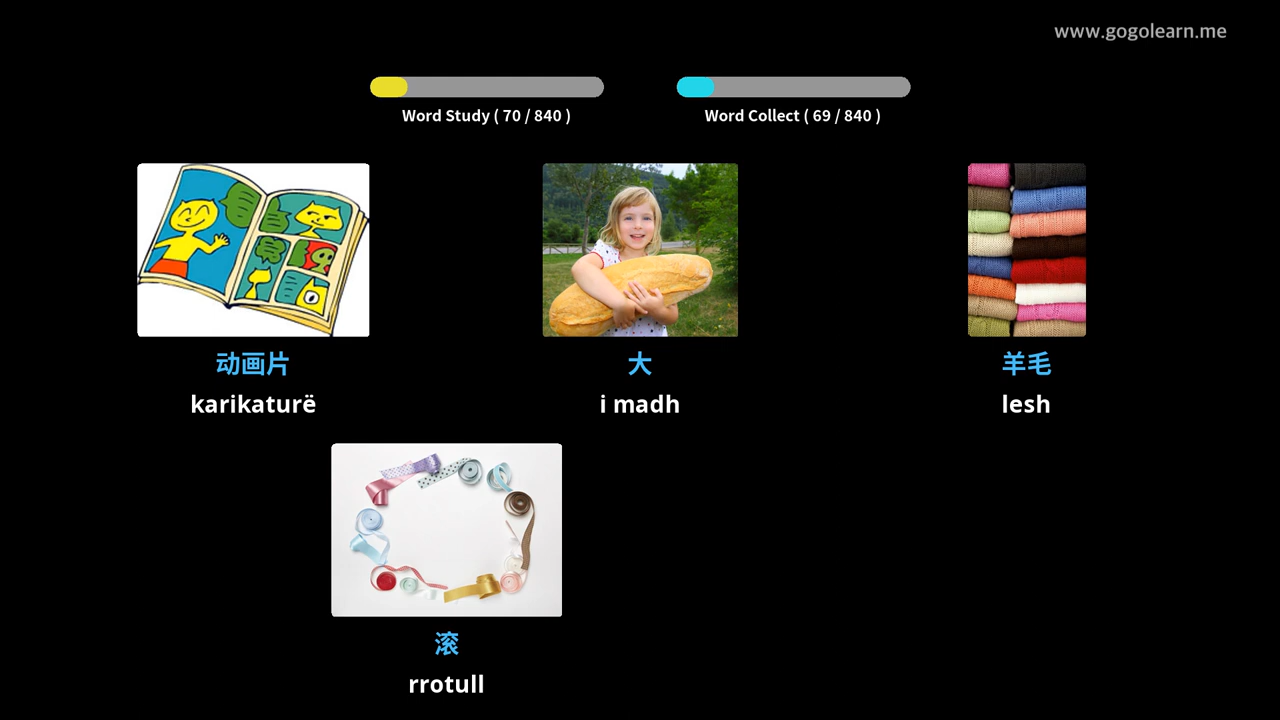 www.gogolearn.me
Word Study ( 70 / 840 )
Word Collect ( 69 / 840 )
动画片
karikaturë
大
i madh
羊毛
lesh
滚
rrotull